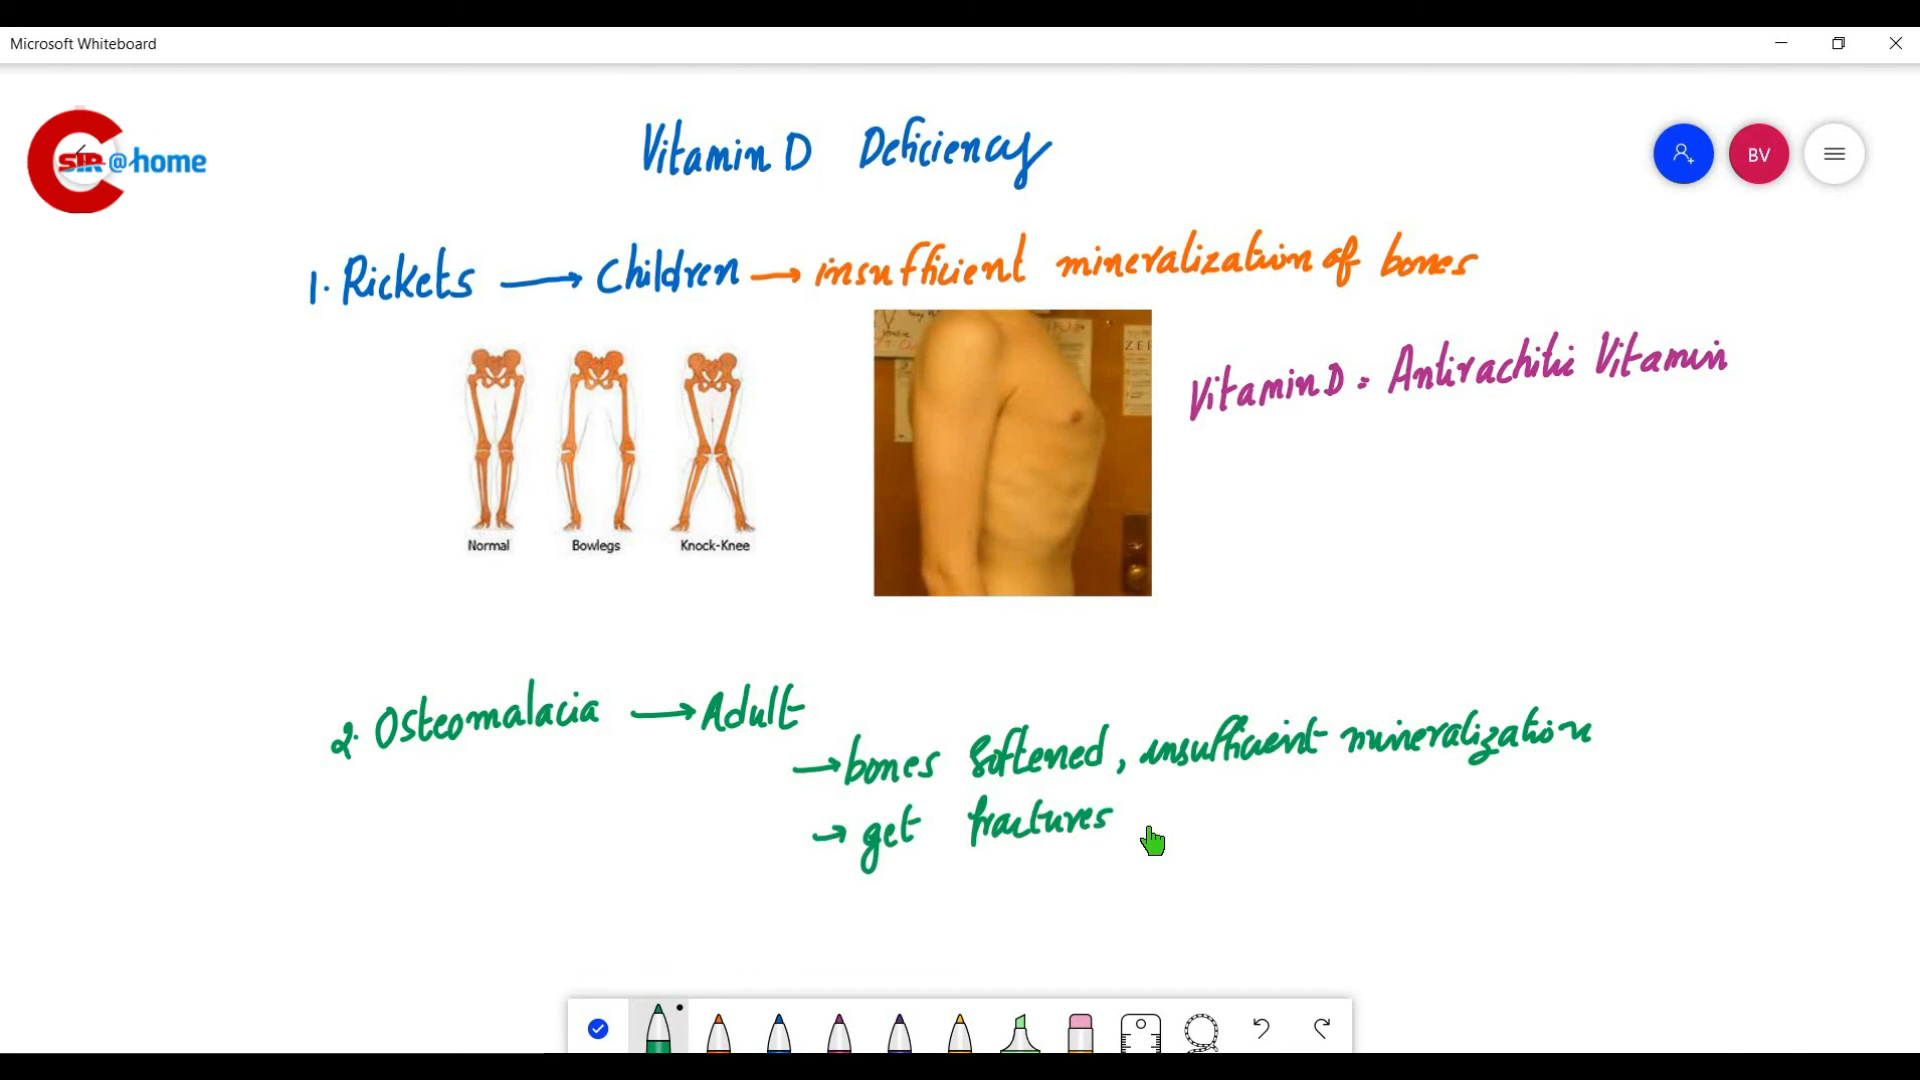 Microsoft Whiteboard
CSIR@home
BV
Vitamin D Deficiency
1. Rickets → Children → insufficient mineralization of bones
Vitamin D = Antirachitic Vitamin
Normal Bowlegs Knock-Knee
2. Osteomalacia → Adult
→ bones softened, insufficient mineralization
→ get fractures